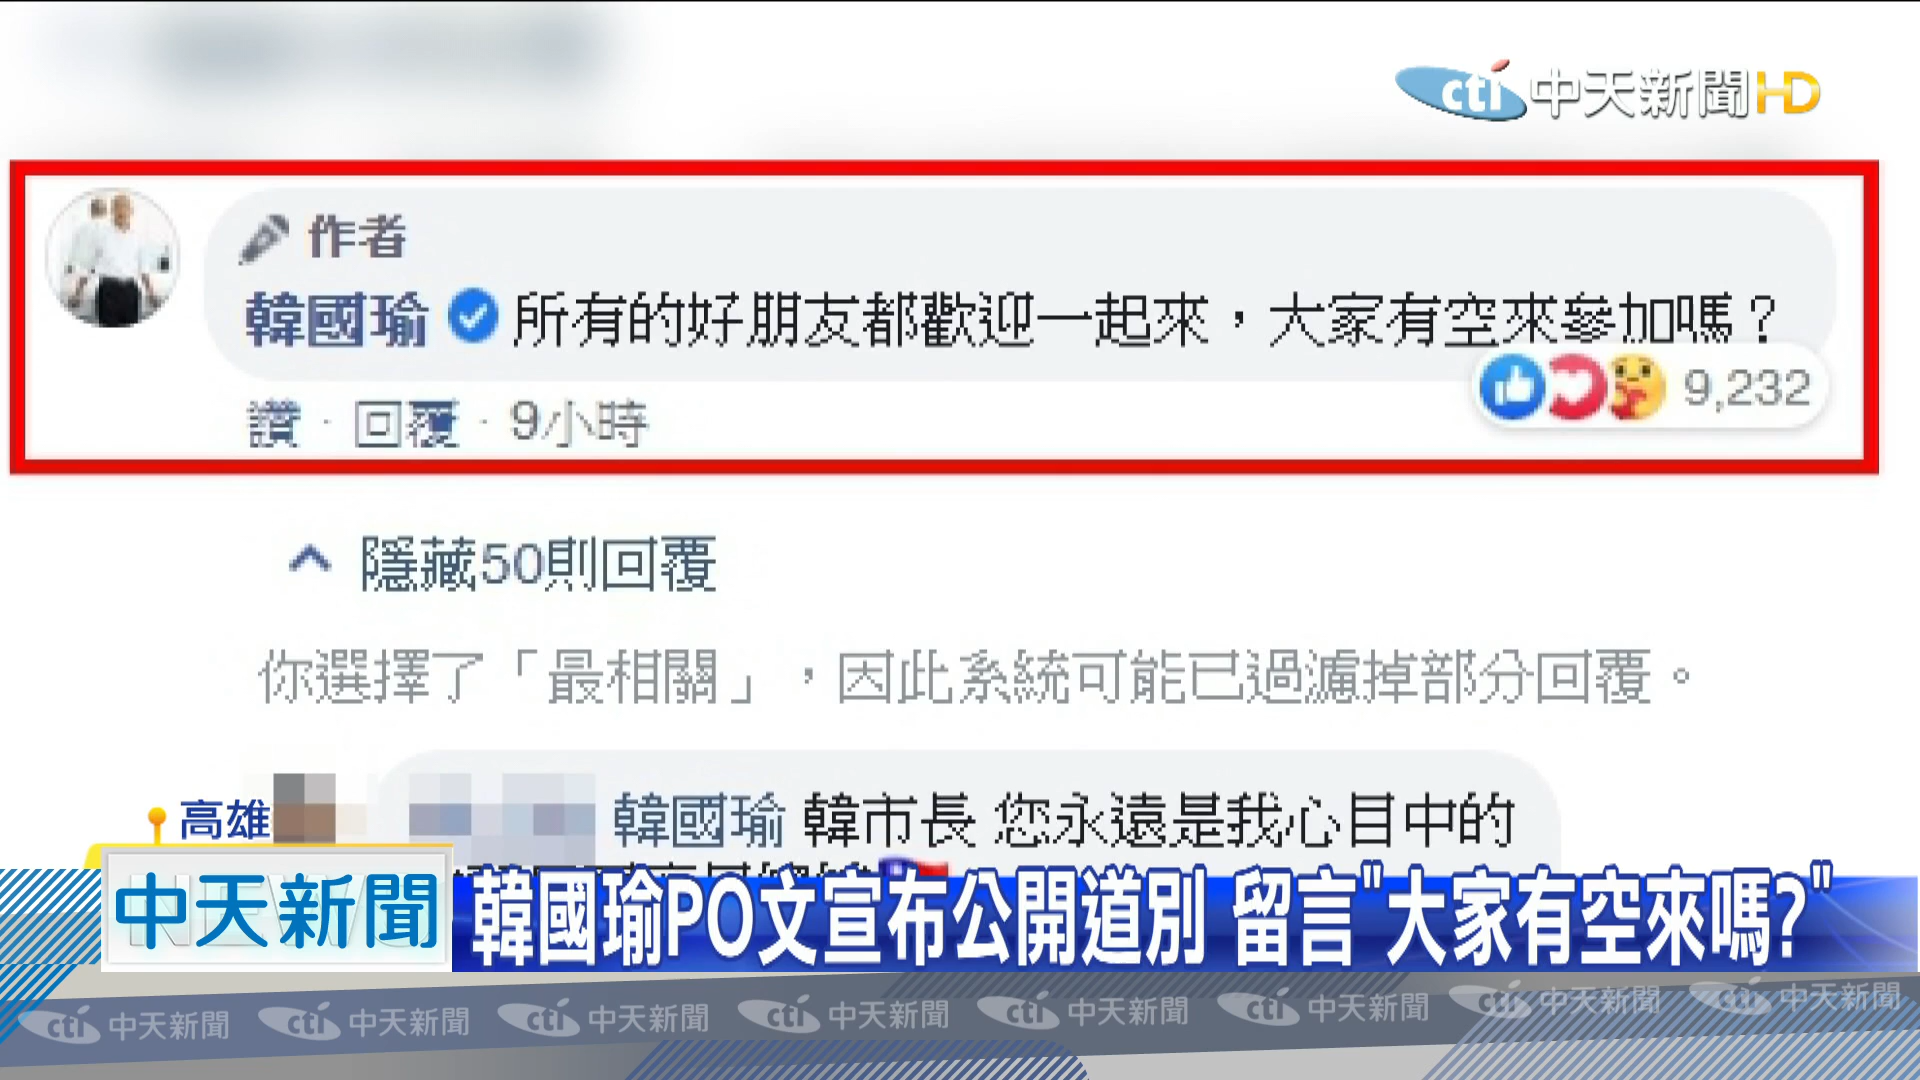 cti 中天新聞HD
作者
韓國瑜 所有的好朋友都歡迎一起來，大家有空來參加嗎？
9,232
讚 · 回覆 · 9小時
隱藏50則回覆
你選擇了「最相關」，因此系統可能已過濾掉部分回覆。
韓國瑜 韓市長 您永遠是我心目中的
高雄
中天新聞
韓國瑜PO文宣布公開道別 留言"大家有空來嗎?"
cti 中天新聞 cti 中天新聞 cti 中天新聞 cti 中天新聞 cti 中天新聞 cti 中天新聞 cti 中天新聞 cti 中天新聞